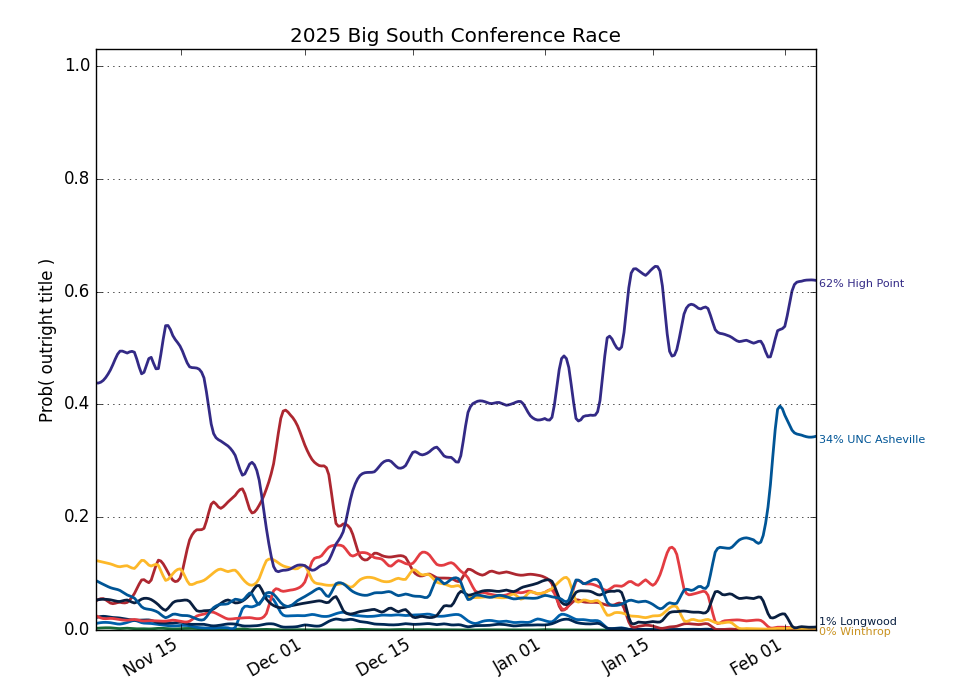 2025 Big South Conference Race
Prob( outright title )
1.0
0.8
0.6
0.4
0.2
0.0
62% High Point
34% UNC Asheville
1% Longwood
0% Winthrop
Nov 15
Dec 01
Dec 15
Jan 01
Jan 15
Feb 01